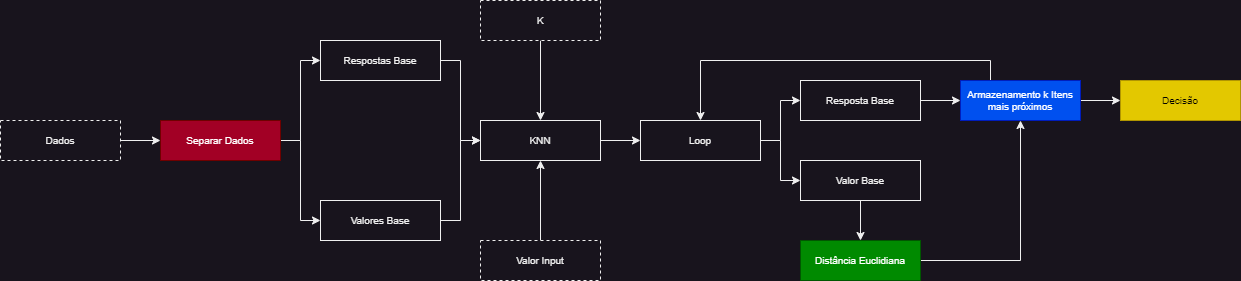 K
Respostas Base
Dados
Separar Dados
KNN
Loop
Resposta Base
Armazenamento k Itens
mais próximos
Decisão
Valor Base
Valores Base
Valor Input
Distância Euclidiana